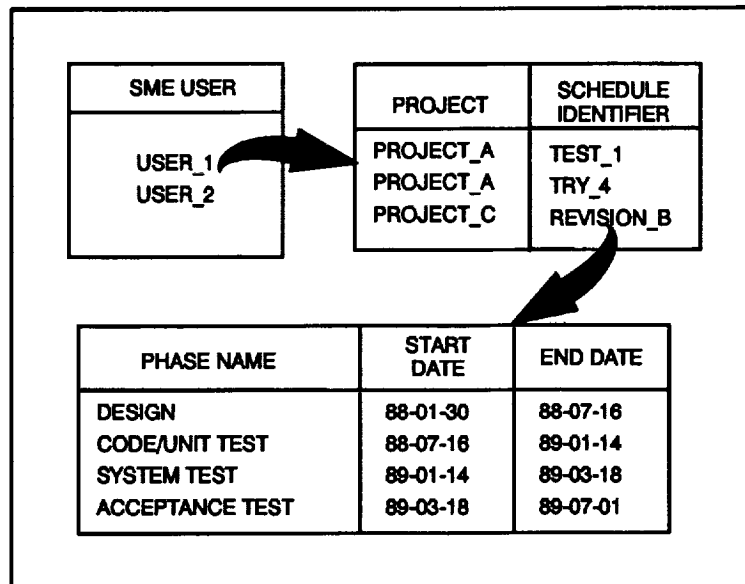 SME USER
USER_1
USER_2
PROJECT SCHEDULE IDENTIFIER
PROJECT_A TEST_1
PROJECT_A TRY_4
PROJECT_C REVISION_B
PHASE NAME START DATE END DATE
DESIGN 88-01-30 88-07-16
CODE/UNIT TEST 88-07-16 89-01-14
SYSTEM TEST 89-01-14 89-03-18
ACCEPTANCE TEST 89-03-18 89-07-01